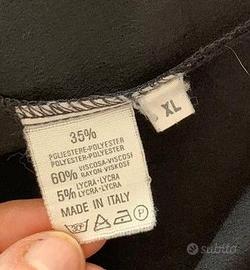 35%
POLIESTERE-POLYESTER
POLYESTER-POLYESTER
60% VISCOSA-VISCOSE
RAYON VISKOSF
5% LYCRA-LYCRA
LYCRA-LYCRA
MADE IN ITALY
P
XL
subito